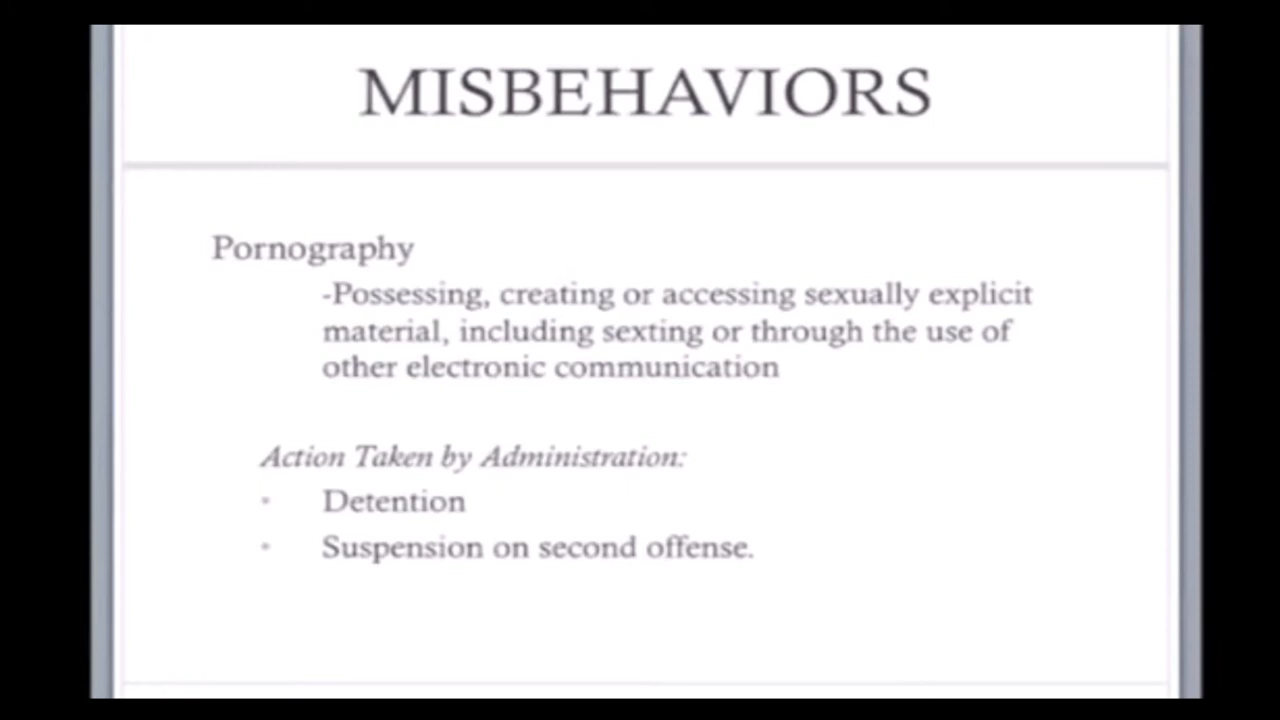 MISBEHAVIORS
Pornography
-Possessing, creating or accessing sexually explicit
material, including sexting or through the use of
other electronic communication
Action Taken by Administration:
• Detention
• Suspension on second offense.